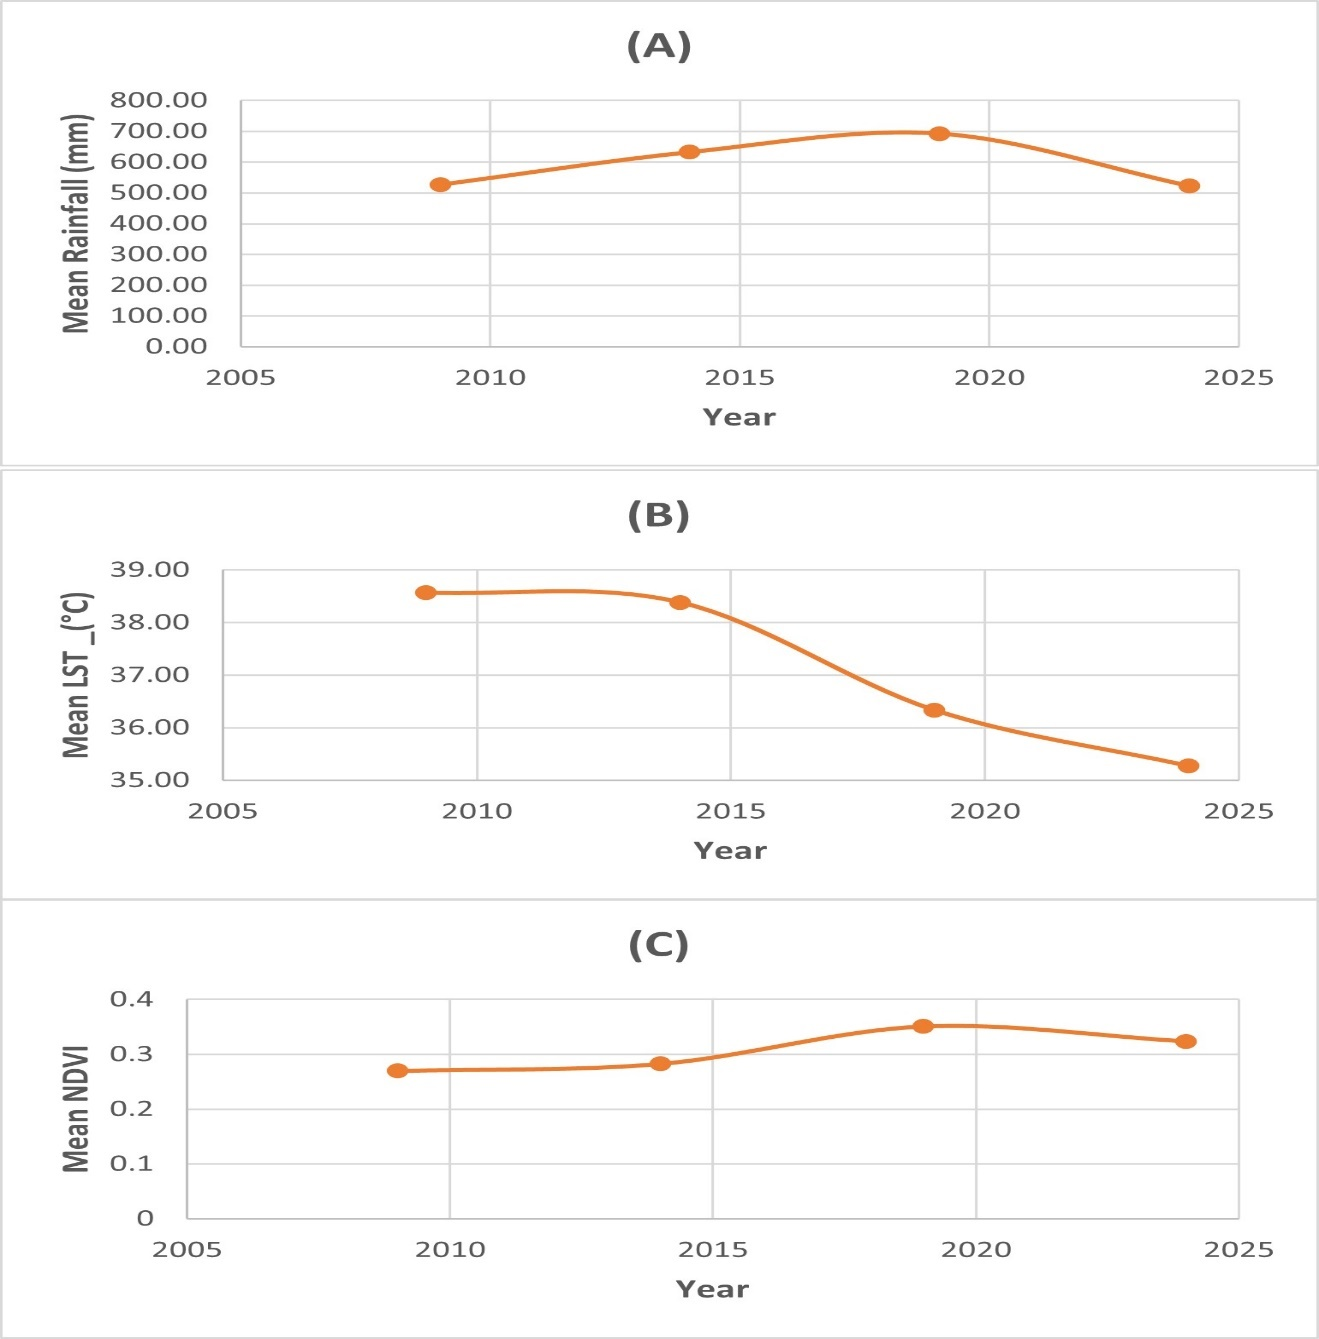 (A)
Mean Rainfall (mm)
800.00
700.00
600.00
500.00
400.00
300.00
200.00
100.00
0.00
2005 2010 2015 2020 2025
Year
(B)
Mean LST _(°C)
39.00
38.00
37.00
36.00
35.00
2005 2010 2015 2020 2025
Year
(C)
Mean NDVI
0.4
0.3
0.2
0.1
0
2005 2010 2015 2020 2025
Year